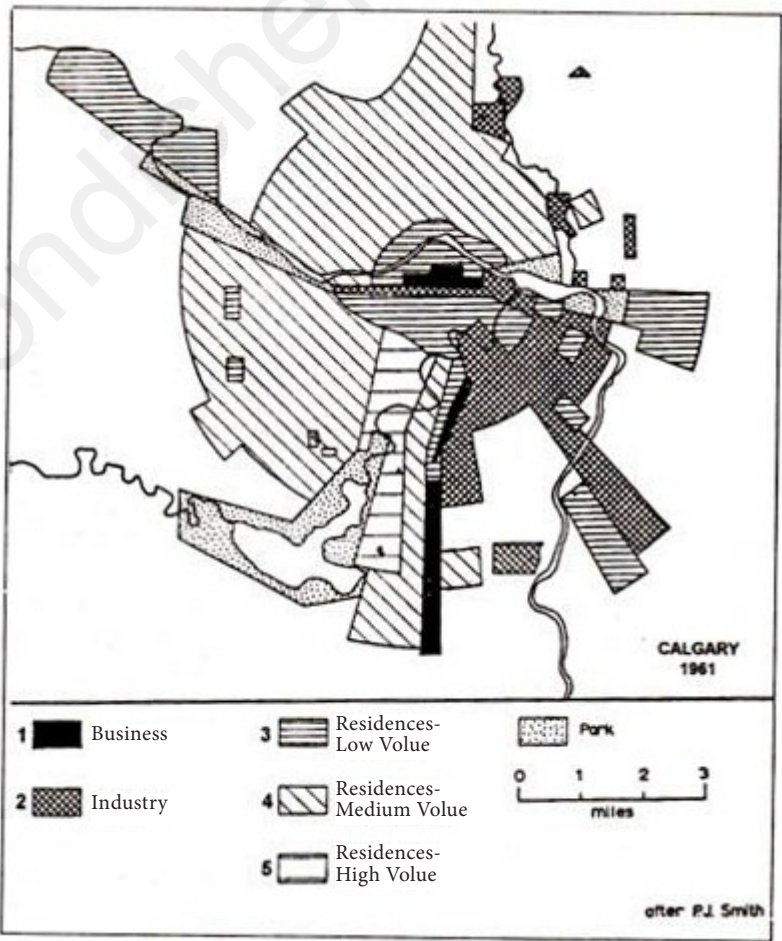 CALGARY
1961
1 Business
2 Industry
3 Residences-
Low Volue
4 Residences-
Medium Volue
5 Residences-
High Volue
Park
0 1 2 3
miles
after P.J. Smith